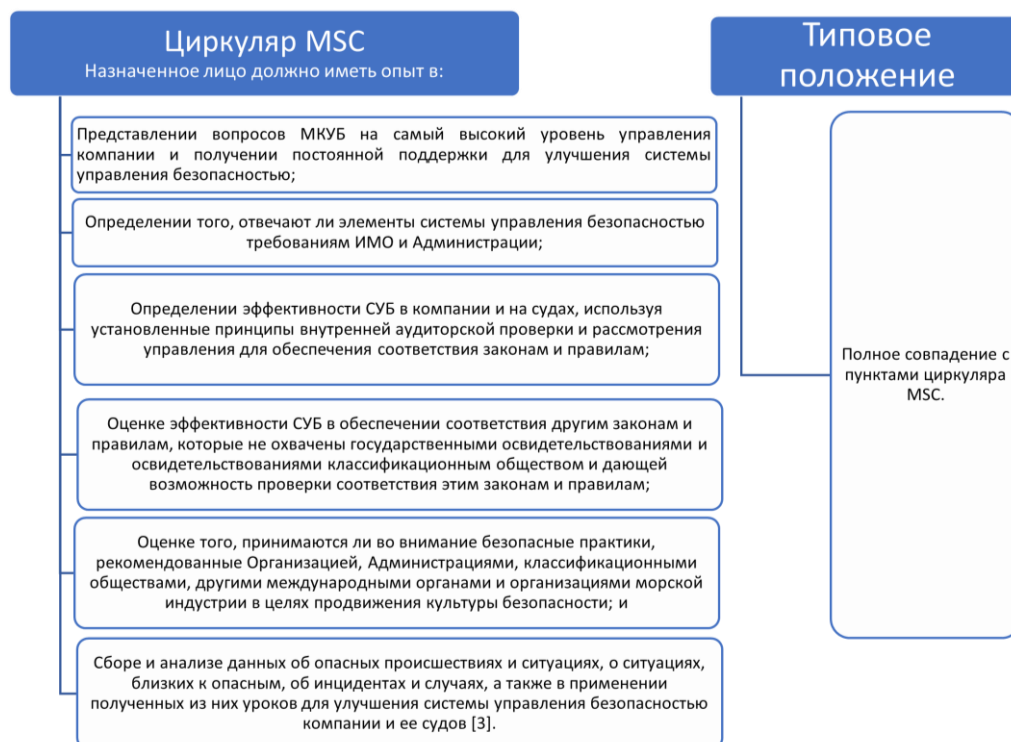 Циркуляр MSC
Назначенное лицо должно иметь опыт в:
Представлении вопросов МКУБ на самый высокий уровень управления
компании и получении постоянной поддержки для улучшения системы
управления безопасностью;
Определении того, отвечают ли элементы системы управления безопасностью
требованиям ИМО и Администрации;
Определении эффективности СУБ в компании и на судах, используя
установленные принципы внутренней аудиторской проверки и рассмотрения
управления для обеспечения соответствия законам и правилам;
Оценке эффективности СУБ в обеспечении соответствия другим законам и
правилам, которые не охвачены государственными освидетельствованиями и
освидетельствованиями классификационным обществом и дающей
возможность проверки соответствия этим законам и правилам;
Оценке того, принимаются ли во внимание безопасные практики,
рекомендованные Организацией, Администрациями, классификационными
обществами, другими международными органами и организациями морской
индустрии в целях продвижения культуры безопасности; и
Сборе и анализе данных об опасных происшествиях и ситуациях, о ситуациях,
близких к опасным, об инцидентах и случаях, а также в применении
полученных из них уроков для улучшения системы управления безопасностью
компании и ее судов [3].
Типовое
положение
Полное совпадение с
пунктами циркуляра
MSC.